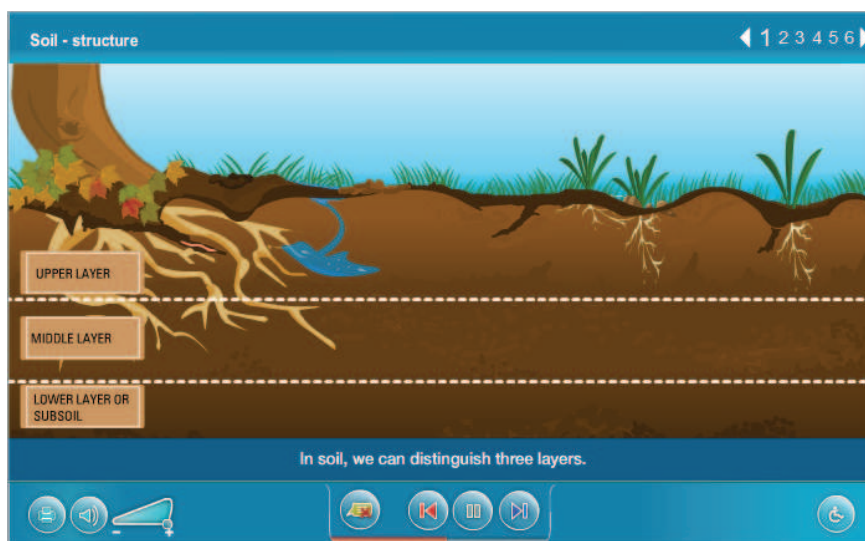 Soil - structure
1 2 3 4 5 6
UPPER LAYER
MIDDLE LAYER
LOWER LAYER OR
SUBSOIL
In soil, we can distinguish three layers.